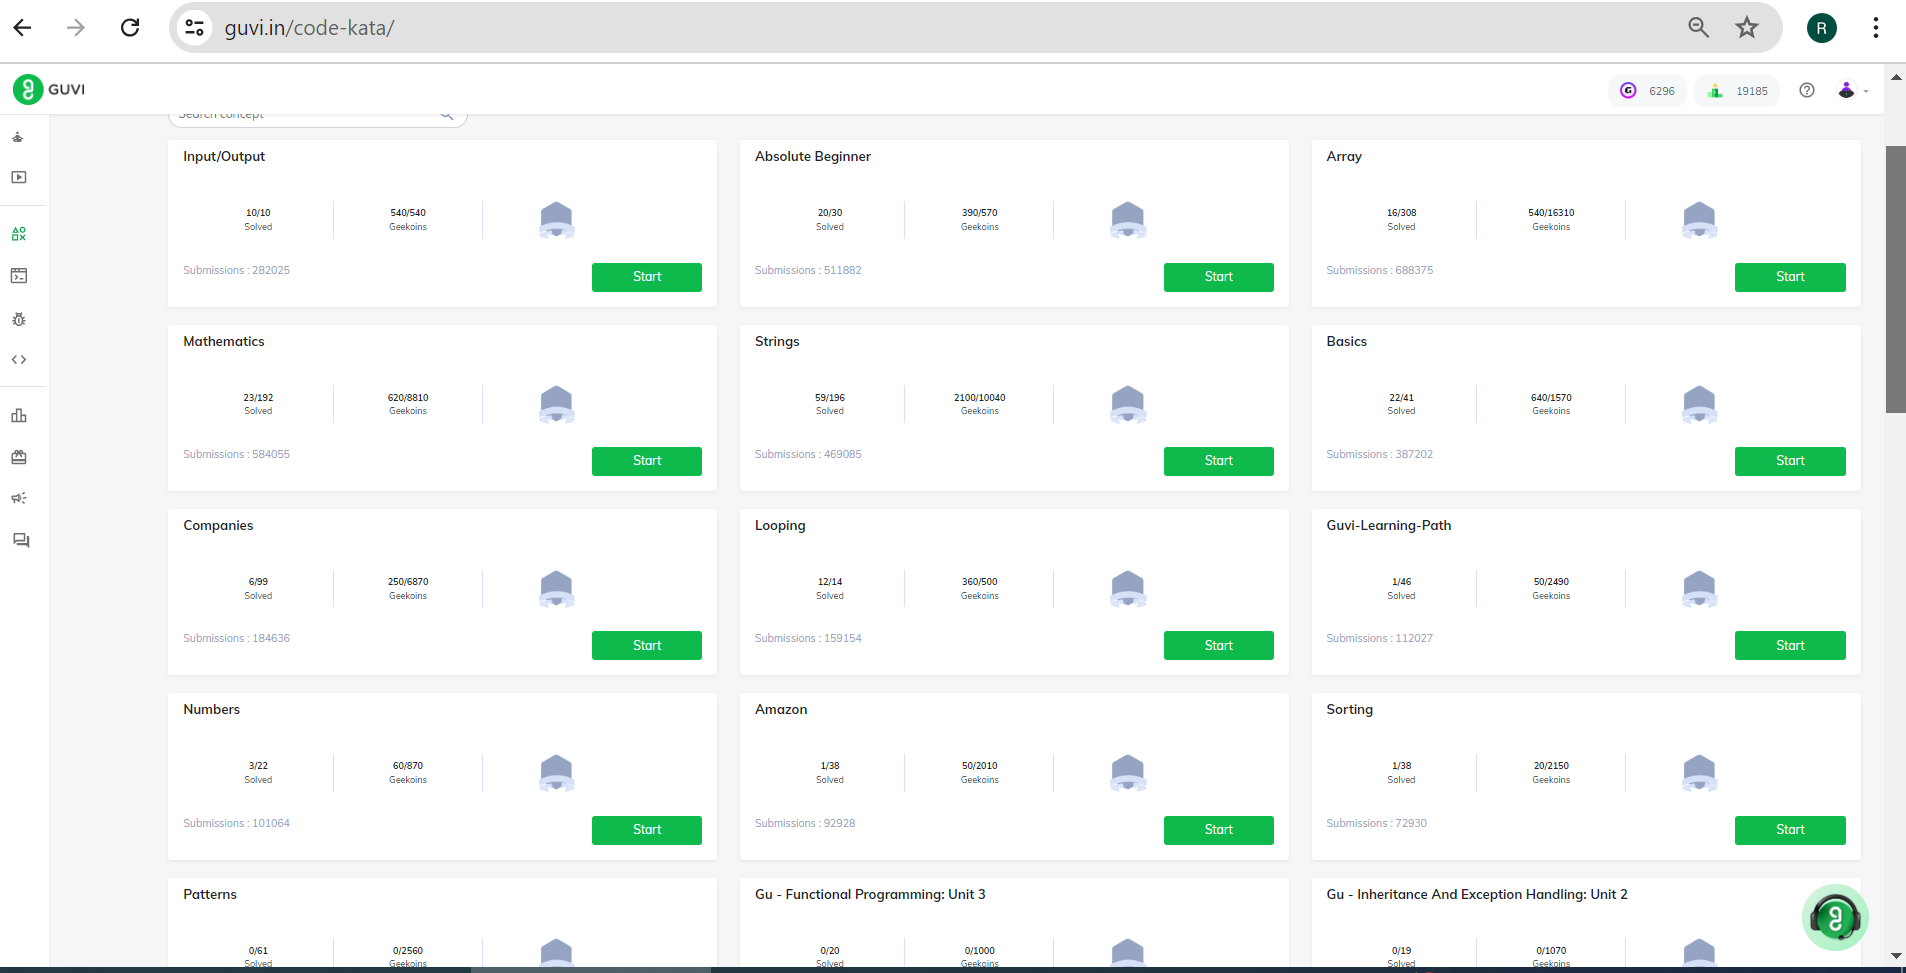 guvi.in/code-kata/
R
GUVI
G 6296 19185
Search concept
Input/Output
10/10
Solved
540/540
Geekoins
Submissions : 282025
Start
Absolute Beginner
20/30
Solved
390/570
Geekoins
Submissions : 511882
Start
Array
16/308
Solved
540/16310
Geekoins
Submissions : 688375
Start
Mathematics
23/192
Solved
620/8810
Geekoins
Submissions : 584055
Start
Strings
59/196
Solved
2100/10040
Geekoins
Submissions : 469085
Start
Basics
22/41
Solved
640/1570
Geekoins
Submissions : 387202
Start
Companies
6/99
Solved
250/6870
Geekoins
Submissions : 184636
Start
Looping
12/14
Solved
360/500
Geekoins
Submissions : 159154
Start
Guvi-Learning-Path
1/46
Solved
50/2490
Geekoins
Submissions : 112027
Start
Numbers
3/22
Solved
60/870
Geekoins
Submissions : 101064
Start
Amazon
1/38
Solved
50/2010
Geekoins
Submissions : 92928
Start
Sorting
1/38
Solved
20/2150
Geekoins
Submissions : 72930
Start
Patterns
0/61
Solved
0/2560
Geekoins
Gu - Functional Programming: Unit 3
0/20
Solved
0/1000
Geekoins
Gu - Inheritance And Exception Handling: Unit 2
0/19
Solved
0/1070
Geekoins